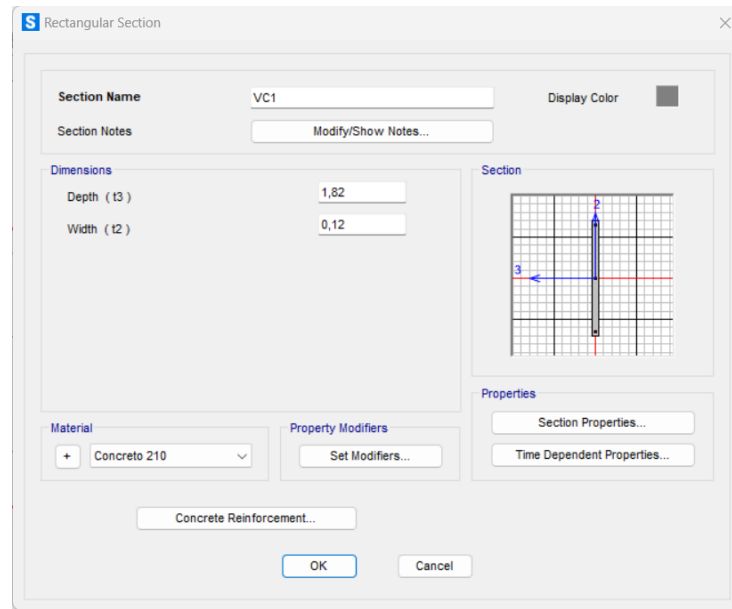 S Rectangular Section
Section Name VC1 Display Color
Section Notes Modify/Show Notes...
Dimensions
Depth ( t3 ) 1,82
Width ( t2 ) 0,12
Section
2
3
Properties
Section Properties...
Time Dependent Properties...
Material
+ Concreto 210
Property Modifiers
Set Modifiers...
Concrete Reinforcement...
OK Cancel